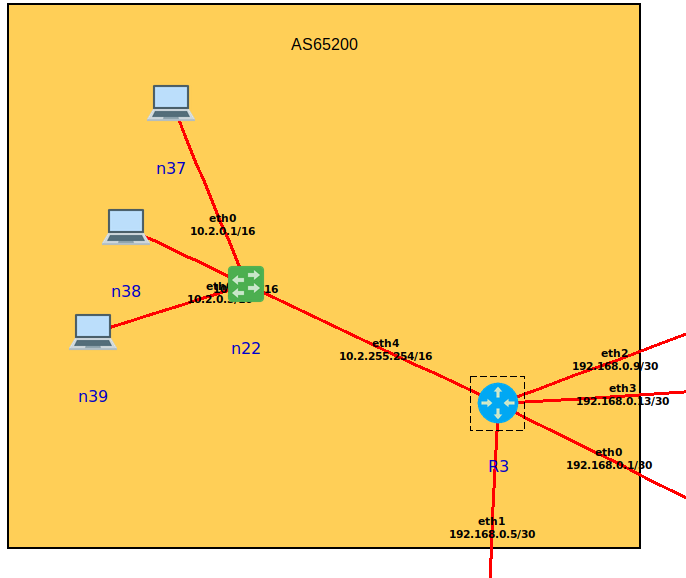 AS65200
n37
eth0
10.2.0.1/16
n38
n22
n39
eth4
10.2.255.254/16
eth2
192.168.0.9/30
eth3
192.168.0.13/30
eth0
192.168.0.1/30
R3
eth1
192.168.0.5/30